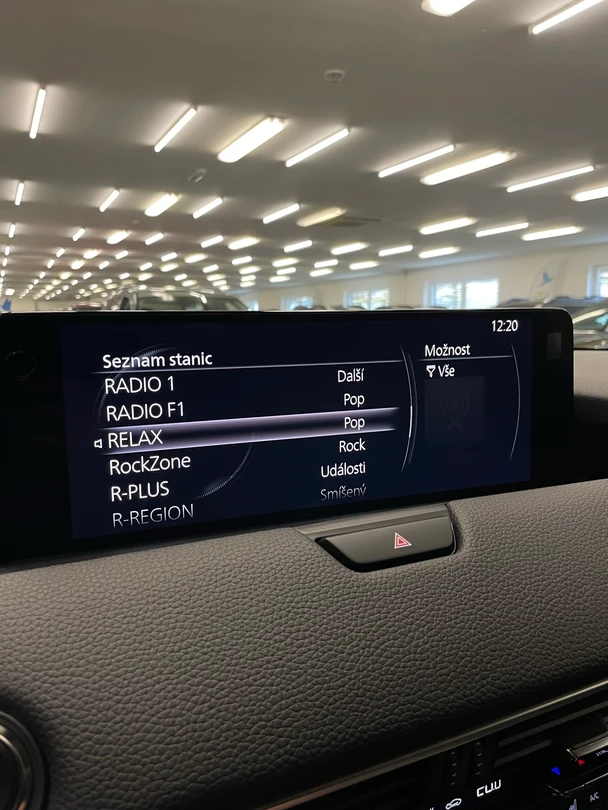 12:20
Seznam stanic
RADIO 1 Další
RADIO F1 Pop
RELAX Pop
RockZone Rock
R-PLUS Události
R-REGION Smíšený
Možnost
Vše
A/C